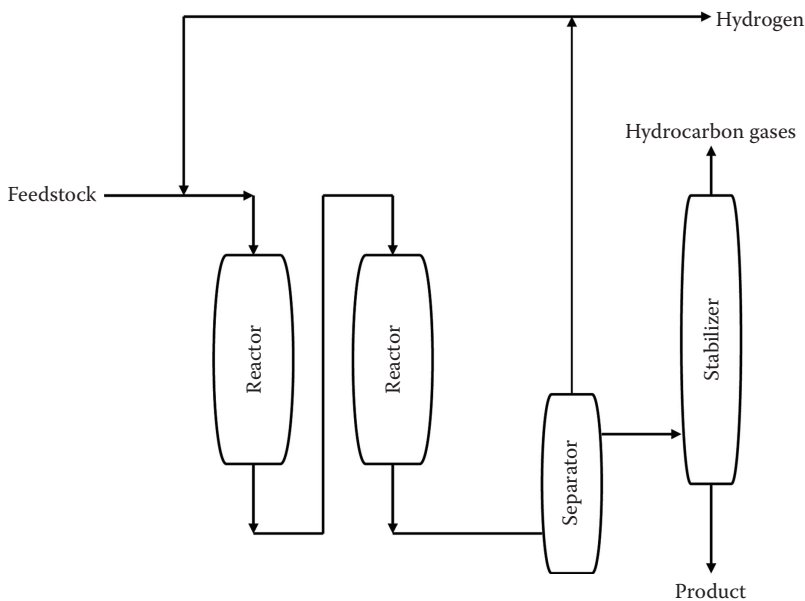 Hydrogen
Hydrocarbon gases
Feedstock
Reactor
Reactor
Separator
Stabilizer
Product